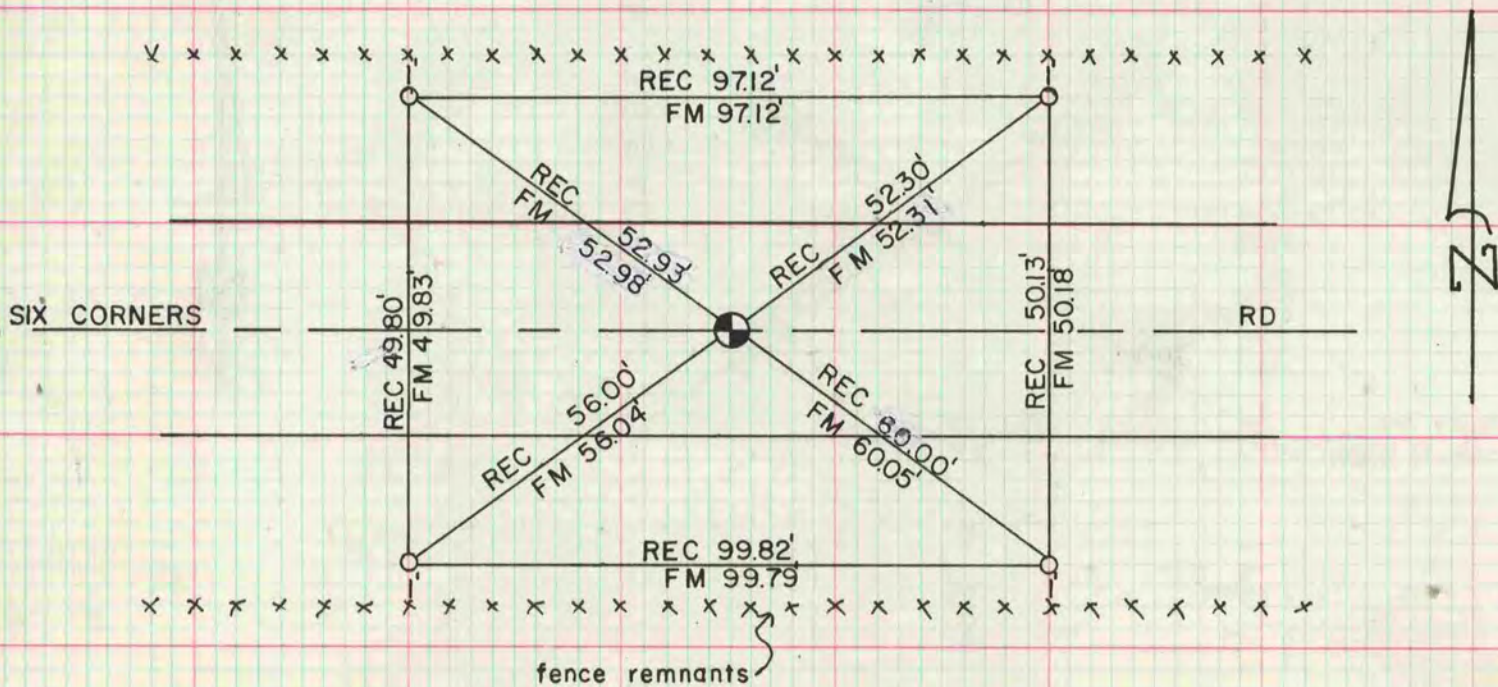 REC 97.12'
FM 97.12'
REC 52.93'
FM 52.98'
REC 52.30'
FM 52.31'
REC 49.80'
FM 49.83'
REC 50.13'
FM 50.18
N
SIX CORNERS RD
REC 56.00'
FM 56.04'
REC 60.00'
FM 60.05'
REC 99.82'
FM 99.79'
fence remnants